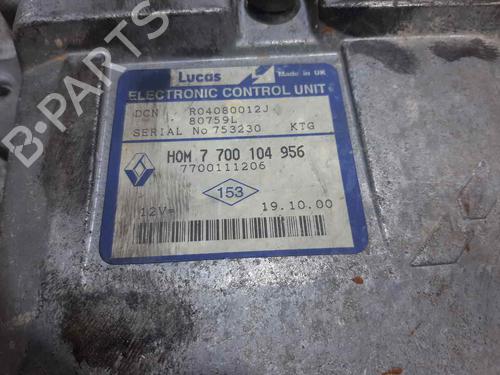 Lucas Made in UK
ELECTRONIC CONTROL UNIT
DCN R04080012J
80759L
SERIAL No 753230 KTG
HOM 7 700 104 956
7700111206
153
12V= 19.10.00
B-PARTS